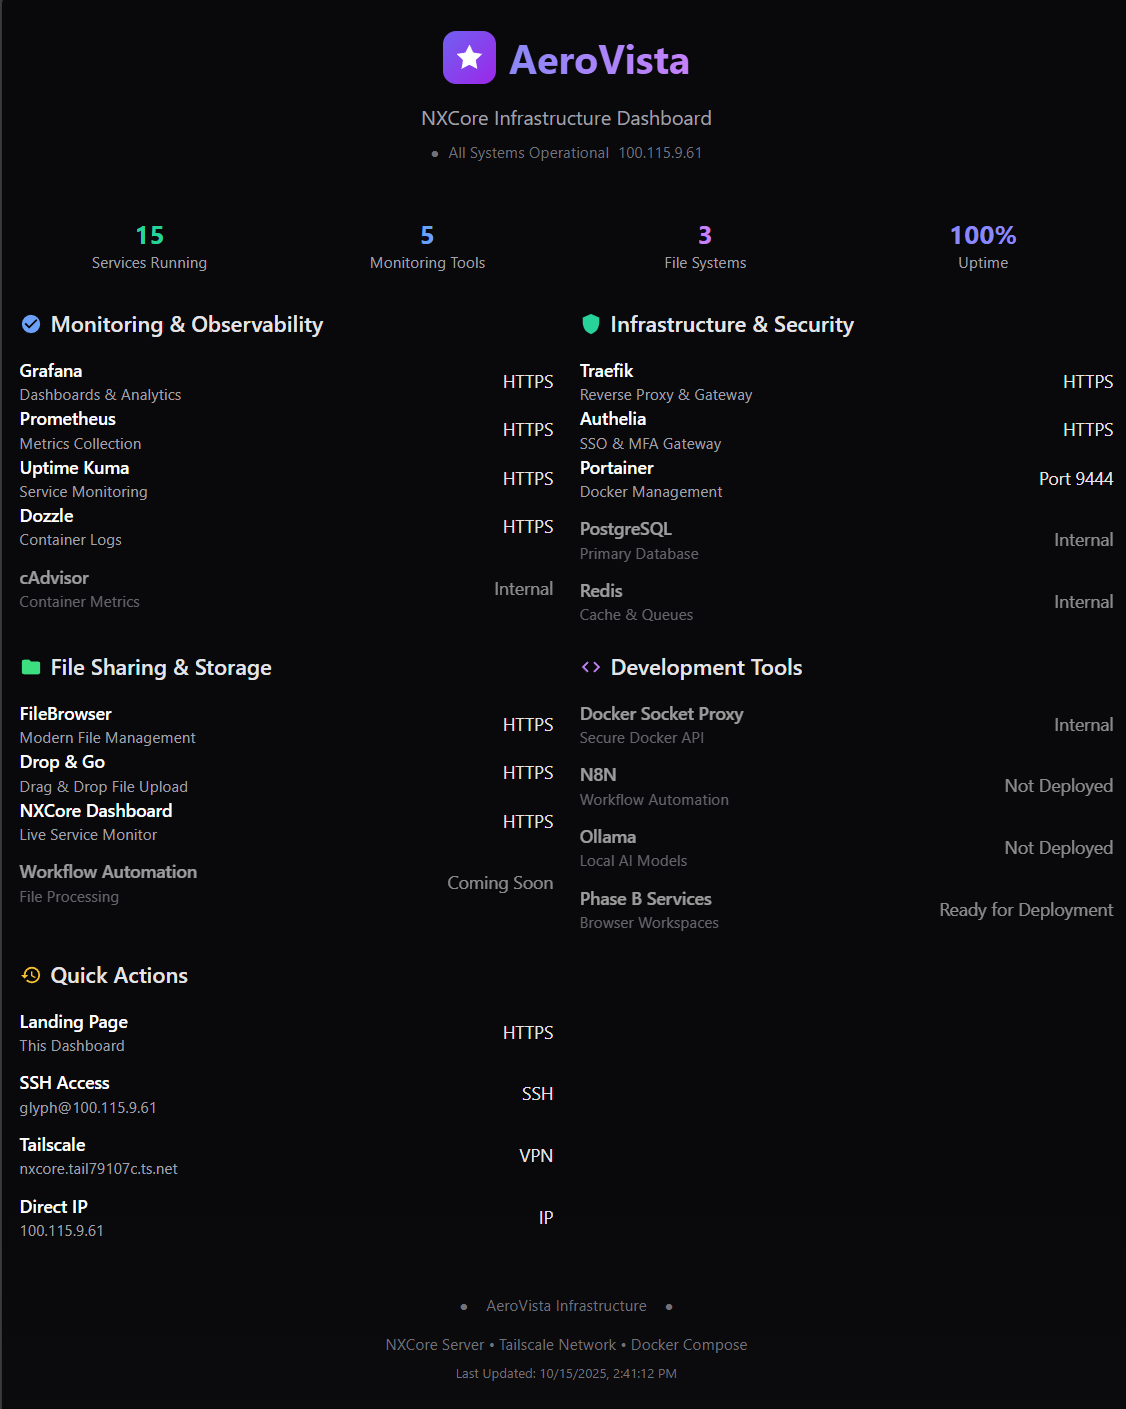 AeroVista
NXCore Infrastructure Dashboard
● All Systems Operational 100.115.9.61
15
Services Running
5
Monitoring Tools
3
File Systems
100%
Uptime
Monitoring & Observability
Grafana
Dashboards & Analytics
HTTPS
Prometheus
Metrics Collection
HTTPS
Uptime Kuma
Service Monitoring
HTTPS
Dozzle
Container Logs
HTTPS
cAdvisor
Container Metrics
Internal
Infrastructure & Security
Traefik
Reverse Proxy & Gateway
HTTPS
Authelia
SSO & MFA Gateway
HTTPS
Portainer
Docker Management
Port 9444
PostgreSQL
Primary Database
Internal
Redis
Cache & Queues
Internal
File Sharing & Storage
FileBrowser
Modern File Management
HTTPS
Drop & Go
Drag & Drop File Upload
HTTPS
NXCore Dashboard
Live Service Monitor
HTTPS
Workflow Automation
File Processing
Coming Soon
Development Tools
Docker Socket Proxy
Secure Docker API
Internal
N8N
Workflow Automation
Not Deployed
Ollama
Local AI Models
Not Deployed
Phase B Services
Browser Workspaces
Ready for Deployment
Quick Actions
Landing Page
This Dashboard
HTTPS
SSH Access
glyph@100.115.9.61
SSH
Tailscale
nxcore.tail79107c.ts.net
VPN
Direct IP
100.115.9.61
IP
● AeroVista Infrastructure ●
NXCore Server • Tailscale Network • Docker Compose
Last Updated: 10/15/2025, 2:41:12 PM